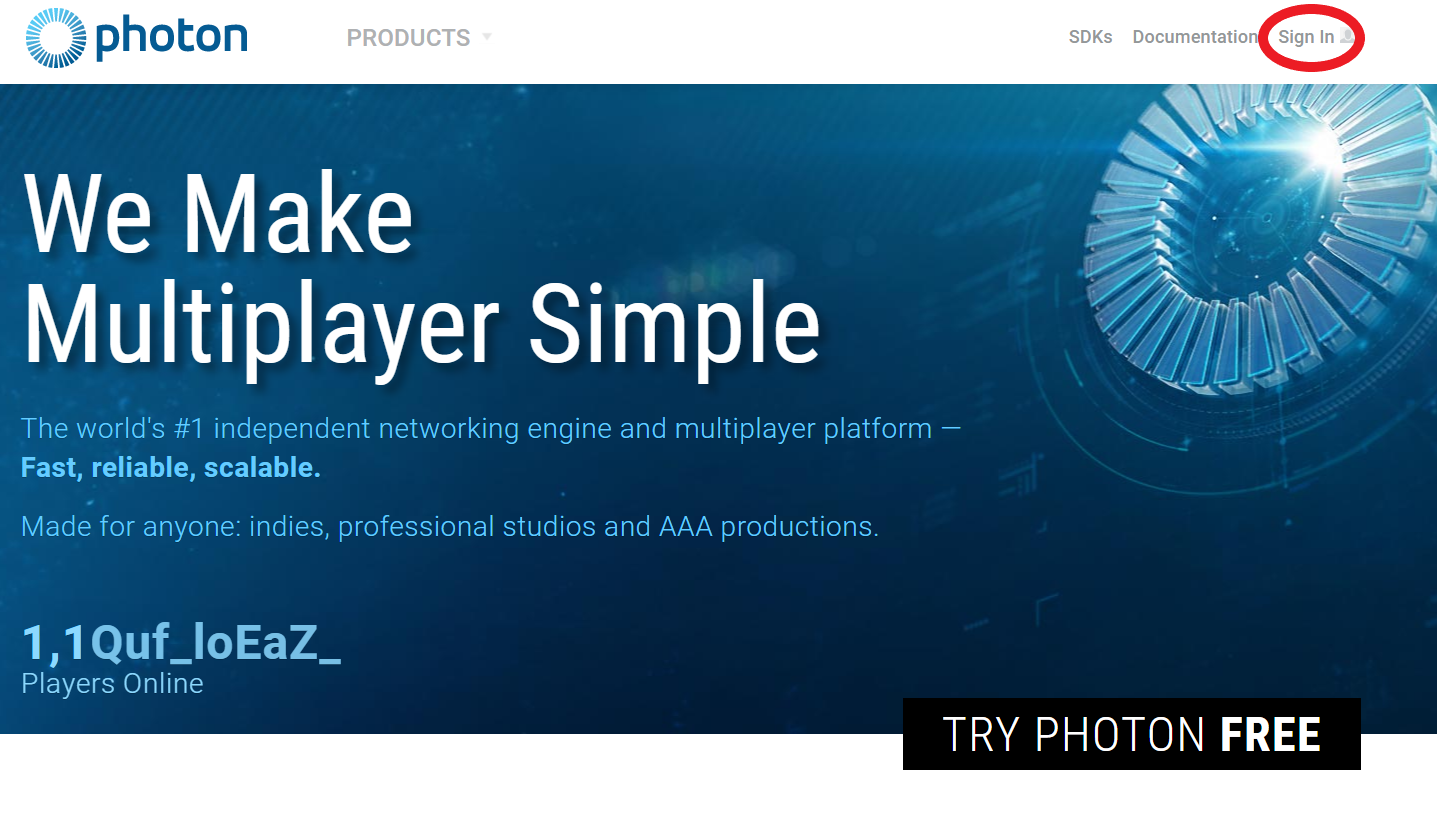 photon
PRODUCTS
SDKs Documentation Sign In
We Make
Multiplayer Simple
The world's #1 independent networking engine and multiplayer platform —
Fast, reliable, scalable.
Made for anyone: indies, professional studios and AAA productions.
1,1Quf_loEaZ_
Players Online
TRY PHOTON FREE